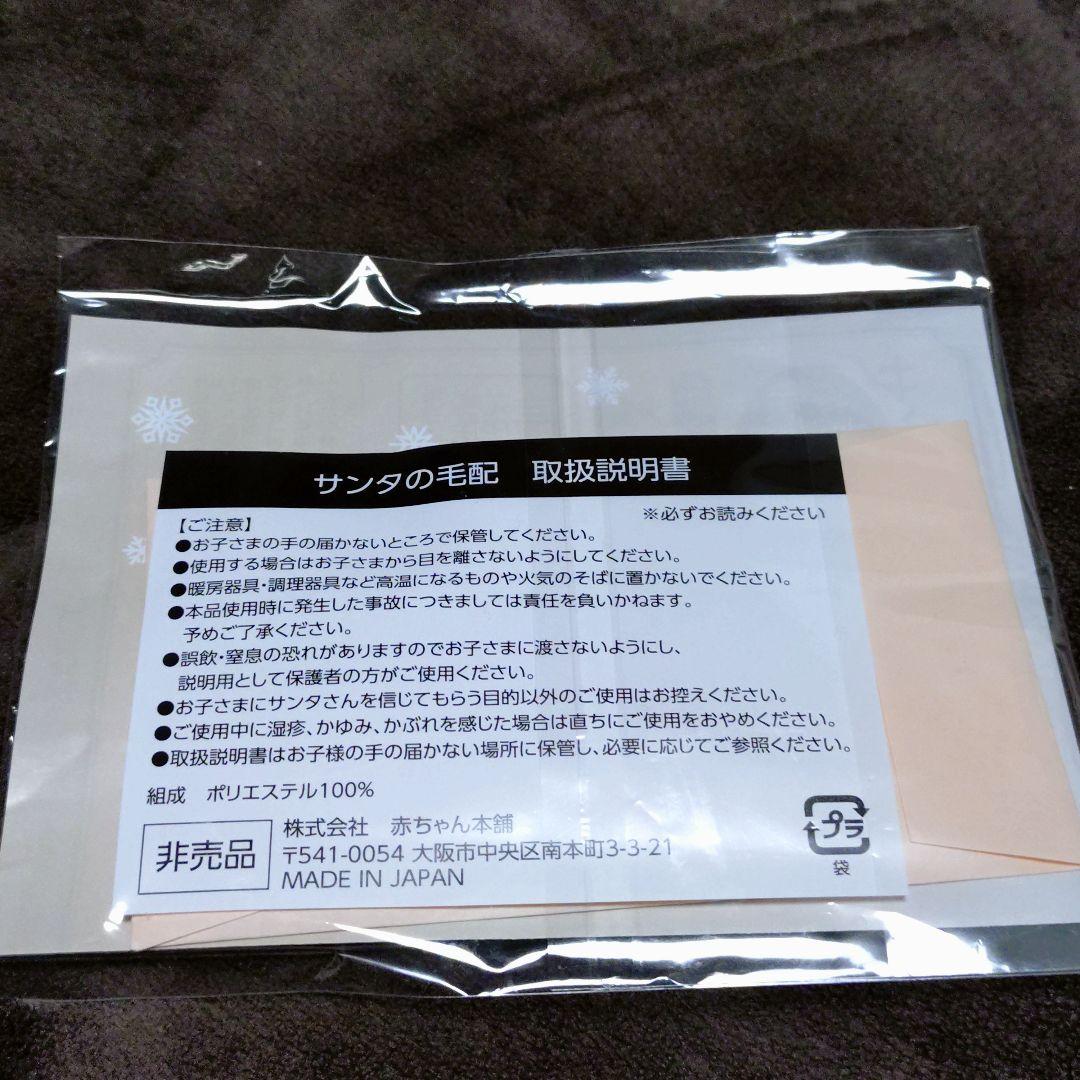 サンタの毛配　取扱説明書
【ご注意】
※必ずお読みください
●お子さまの手の届かないところで保管してください。
●使用する場合はお子さまから目を離さないようにしてください。
●暖房器具・調理器具など高温になるものや火気のそばに置かないでください。
●本品使用時に発生した事故につきましては責任を負いかねます。
予めご了承ください。
●誤飲・窒息の恐れがありますのでお子さまに渡さないようにし、
説明用として保護者の方がご使用ください。
●お子さまにサンタさんを信じてもらう目的以外のご使用はお控えください。
●ご使用中に湿疹、かゆみ、かぶれを感じた場合は直ちにご使用をおやめください。
●取扱説明書はお子様の手の届かない場所に保管し、必要に応じてご参照ください。
組成　ポリエステル100%
非売品
株式会社　赤ちゃん本舗
〒541-0054 大阪市中央区南本町3-3-21
MADE IN JAPAN
プラ
袋